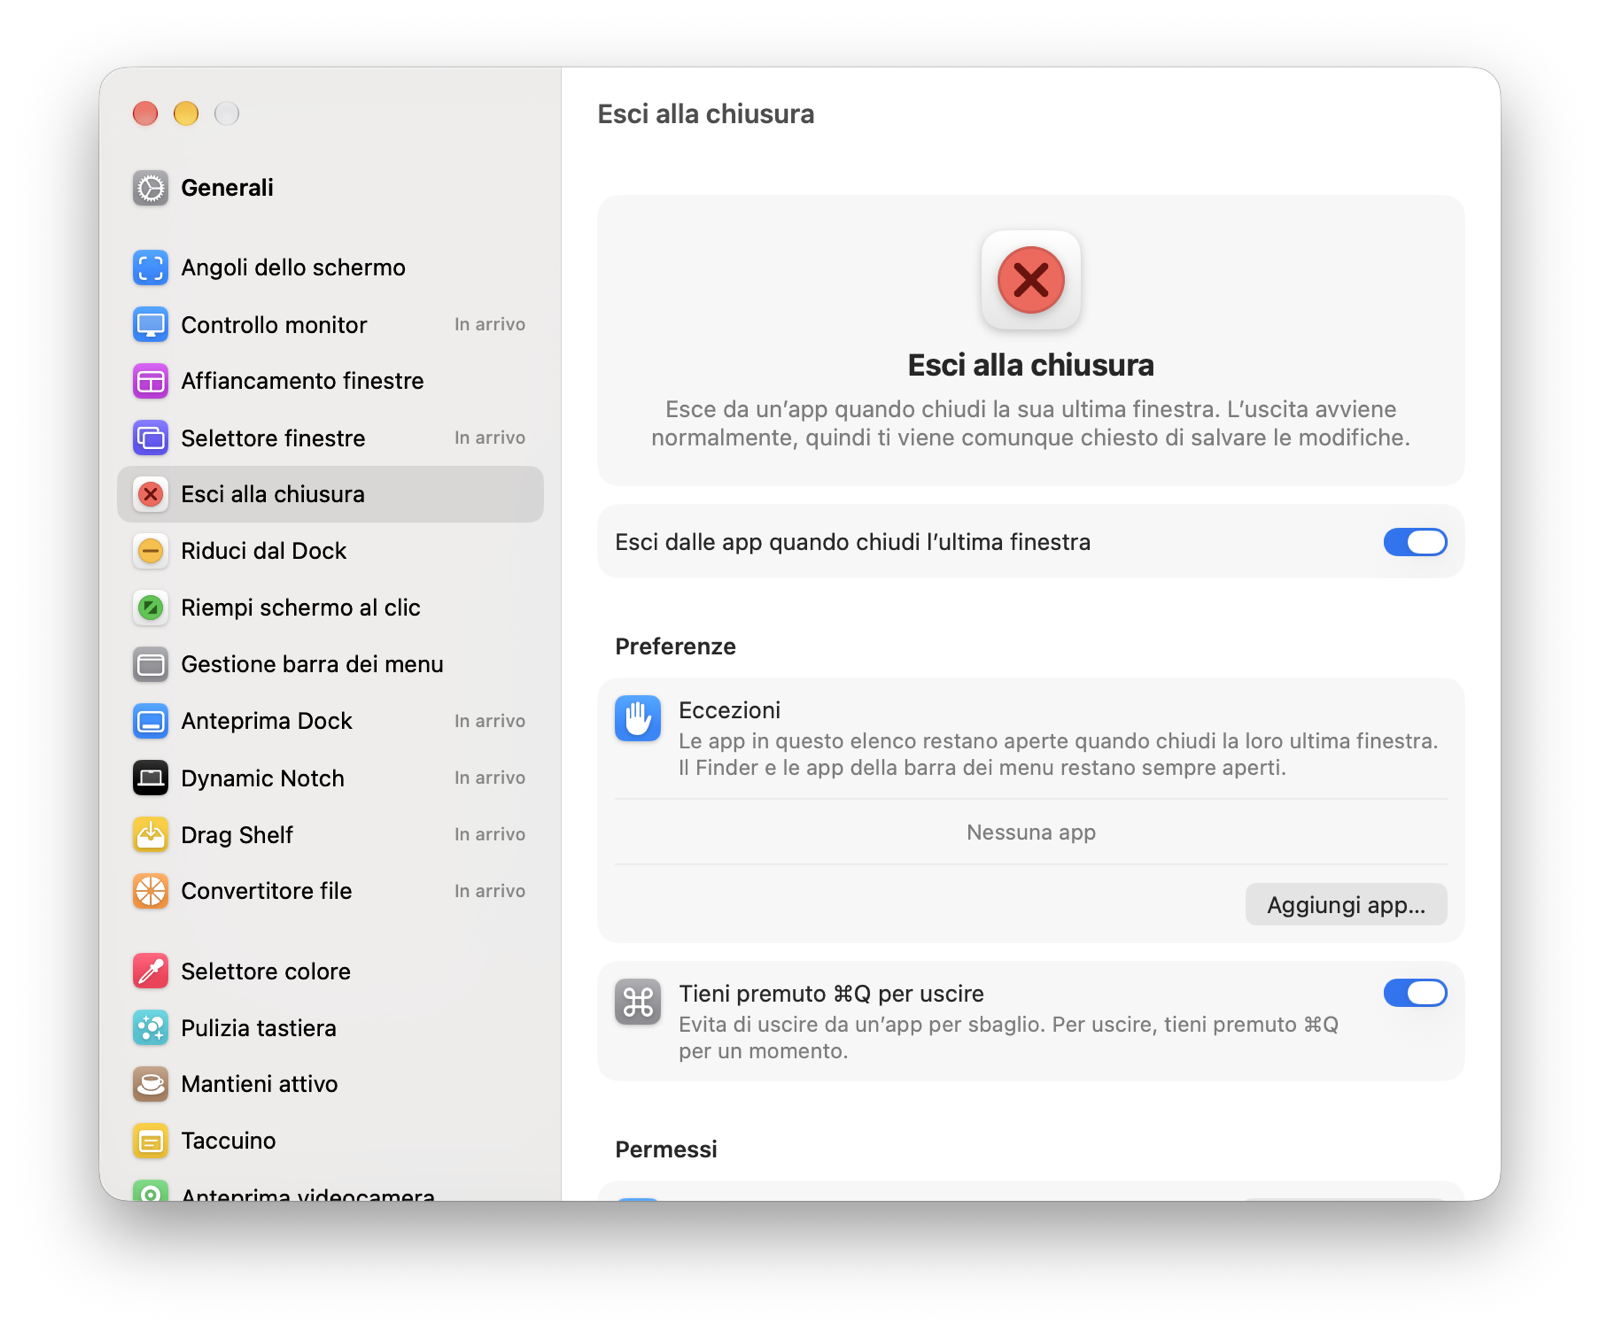 Esci alla chiusura
Generali
Angoli dello schermo
Controllo monitor In arrivo
Affiancamento finestre
Selettore finestre In arrivo
Esci alla chiusura
Riduci dal Dock
Riempi schermo al clic
Gestione barra dei menu
Anteprima Dock In arrivo
Dynamic Notch In arrivo
Drag Shelf In arrivo
Convertitore file In arrivo
Selettore colore
Pulizia tastiera
Mantieni attivo
Taccuino
Anteprima videocamera
Esci alla chiusura
Esce da un’app quando chiudi la sua ultima finestra. L’uscita avviene
normalmente, quindi ti viene comunque chiesto di salvare le modifiche.
Esci dalle app quando chiudi l’ultima finestra
Preferenze
Eccezioni
Le app in questo elenco restano aperte quando chiudi la loro ultima finestra.
Il Finder e le app della barra dei menu restano sempre aperti.
Nessuna app
Aggiungi app...
Tieni premuto ⌘Q per uscire
Evita di uscire da un’app per sbaglio. Per uscire, tieni premuto ⌘Q
per un momento.
Permessi